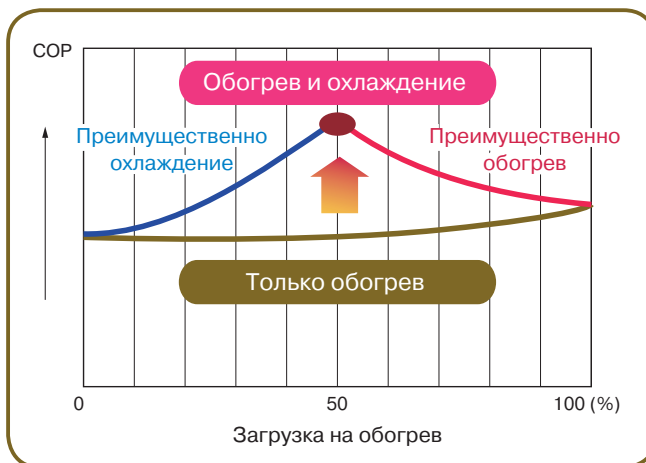 COP
Обогрев и охлаждение
Преимущественно
охлаждение
Преимущественно
обогрев
Только обогрев
0
50
100 (%)
Загрузка на обогрев